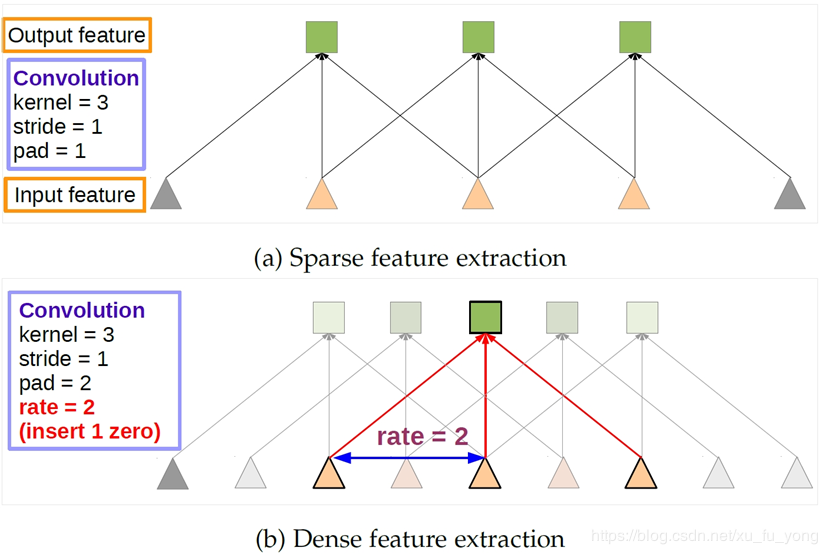 Output feature
Convolution
kernel = 3
stride = 1
pad = 1
Input feature
(a) Sparse feature extraction
Convolution
kernel = 3
stride = 1
pad = 2
rate = 2
(insert 1 zero)
rate = 2
(b) Dense feature extraction
https://blog.csdn.net/xu_fu_yong